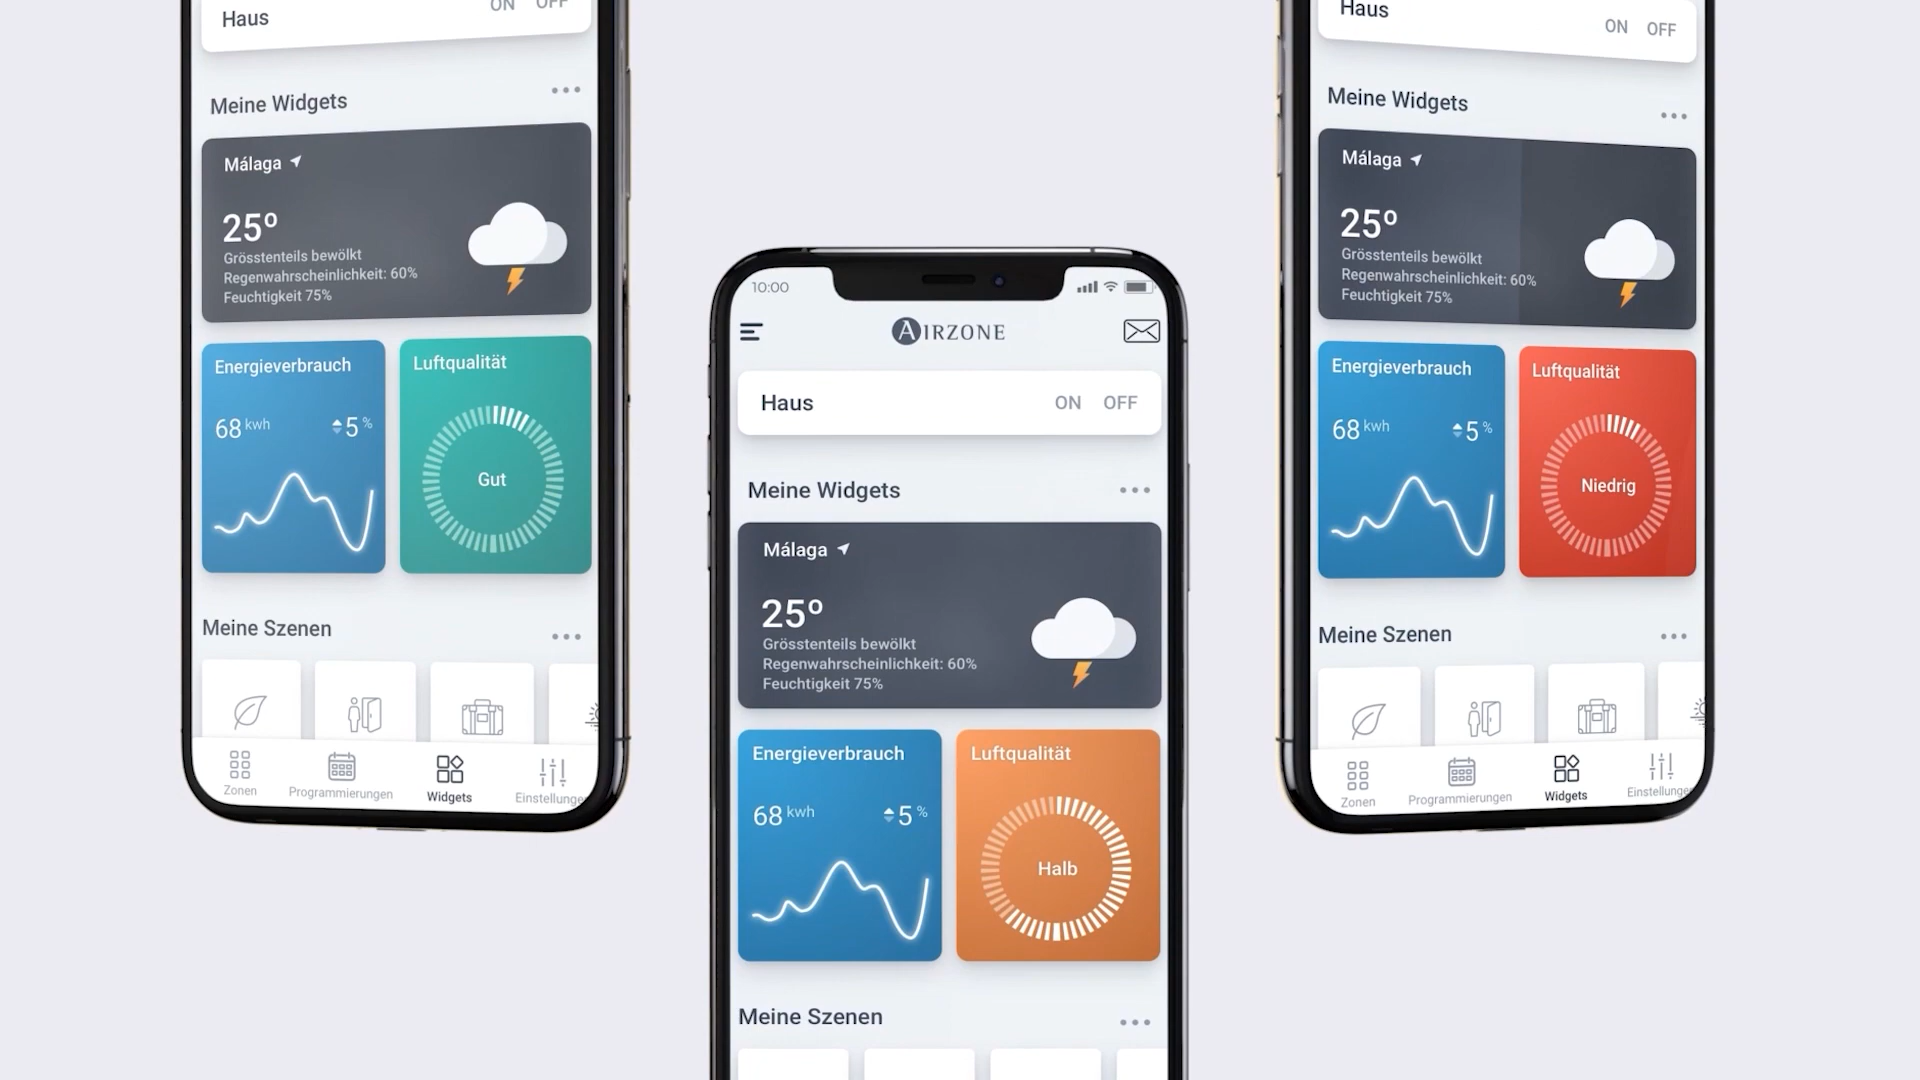 Haus
ON OFF
Meine Widgets
Málaga
25º
Grösstenteils bewölkt
Regenwahrscheinlichkeit: 60%
Feuchtigkeit 75%
Energieverbrauch
68 kwh
5 %
Luftqualität
Gut
Meine Szenen
Zonen
Programmierungen
Widgets
Einstellunge
10:00
AIRZONE
Haus
ON OFF
Meine Widgets
Málaga
25º
Grösstenteils bewölkt
Regenwahrscheinlichkeit: 60%
Feuchtigkeit 75%
Energieverbrauch
68 kwh
5 %
Luftqualität
Halb
Meine Szenen
Haus
ON OFF
Meine Widgets
Málaga
25º
Grösstenteils bewölkt
Regenwahrscheinlichkeit: 60%
Feuchtigkeit 75%
Energieverbrauch
68 kwh
5 %
Luftqualität
Niedrig
Meine Szenen
Zonen
Programmierungen
Widgets
Einstellunge